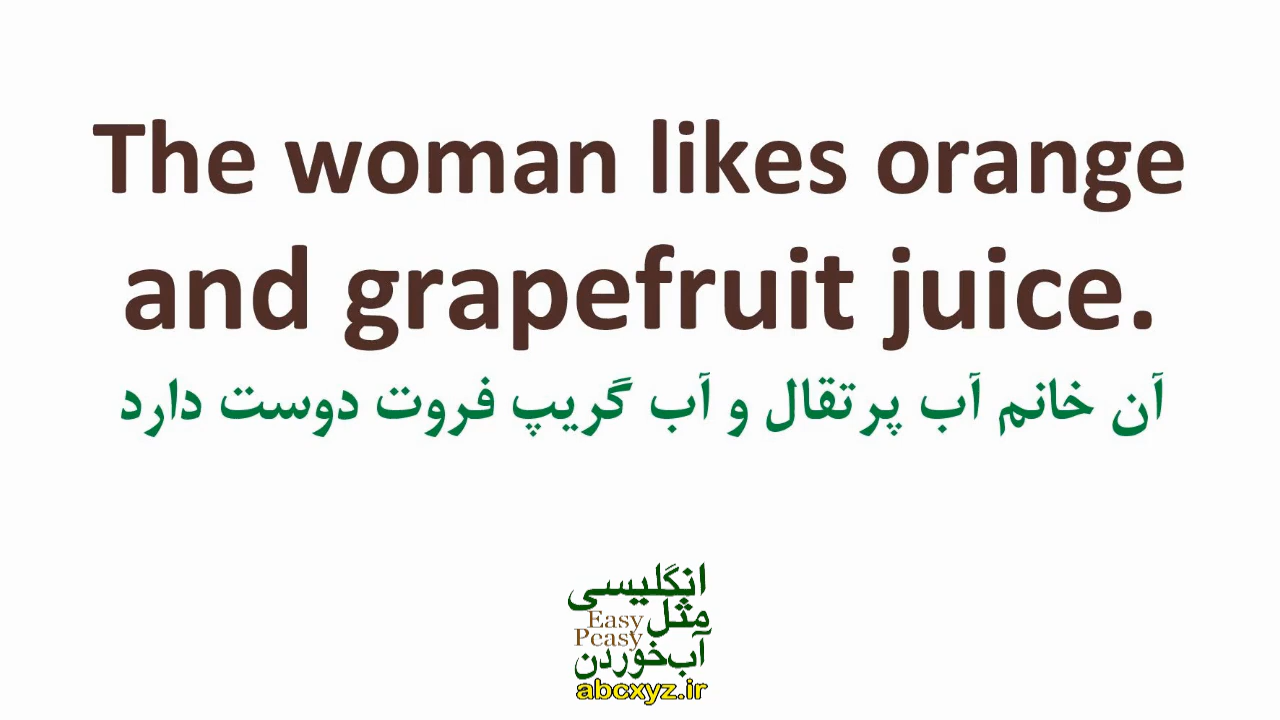 The woman likes orange
and grapefruit juice.
آن خانم آب پرتقال و آب گریپ فروت دوست دارد
انگلیسی
مثل
Easy
Peasy
آب‌خوردن
abcxyz.ir